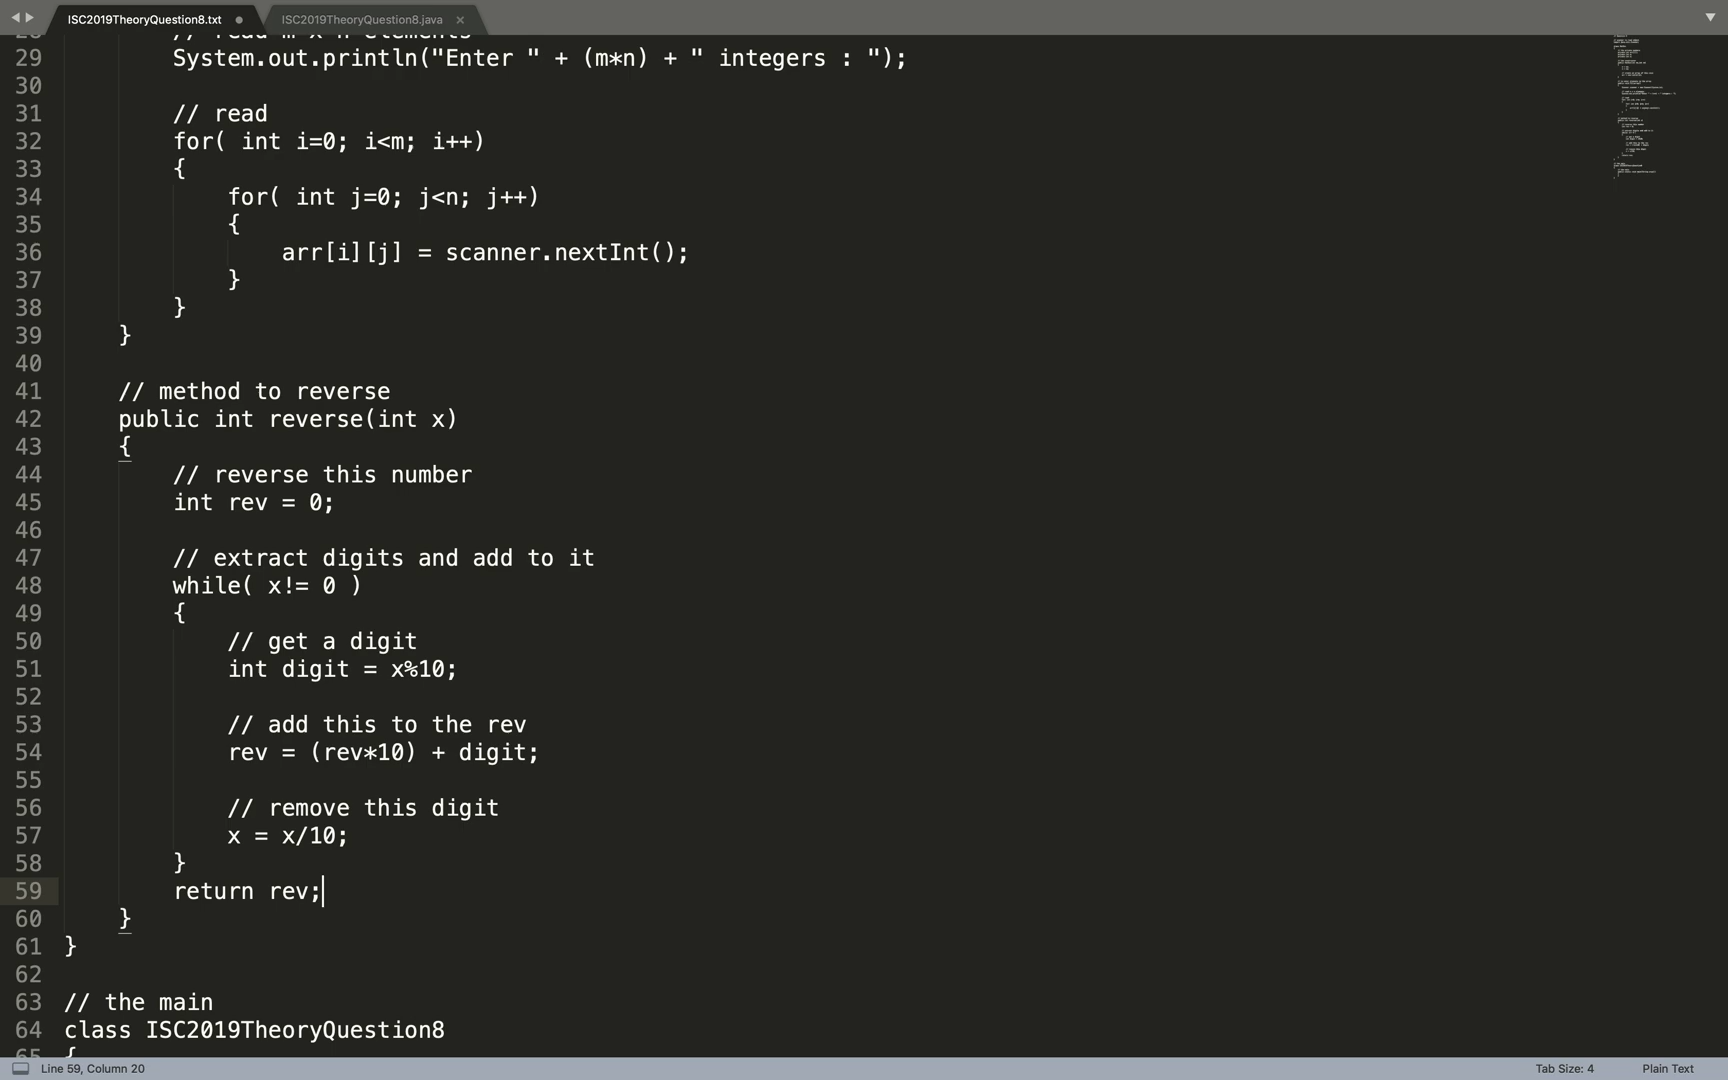 ISC2019TheoryQuestion8.txt
ISC2019TheoryQuestion8.java
28 // read m x n elements
29 System.out.println("Enter " + (m*n) + " integers : ");
30
31 // read
32 for( int i=0; i<m; i++)
33 {
34 for( int j=0; j<n; j++)
35 {
36 arr[i][j] = scanner.nextInt();
37 }
38 }
39 }
40
41 // method to reverse
42 public int reverse(int x)
43 {
44 // reverse this number
45 int rev = 0;
46
47 // extract digits and add to it
48 while( x!= 0 )
49 {
50 // get a digit
51 int digit = x%10;
52
53 // add this to the rev
54 rev = (rev*10) + digit;
55
56 // remove this digit
57 x = x/10;
58 }
59 return rev;
60 }
61 }
62
63 // the main
64 class ISC2019TheoryQuestion8
65 {
Line 59, Column 20
Tab Size: 4
Plain Text